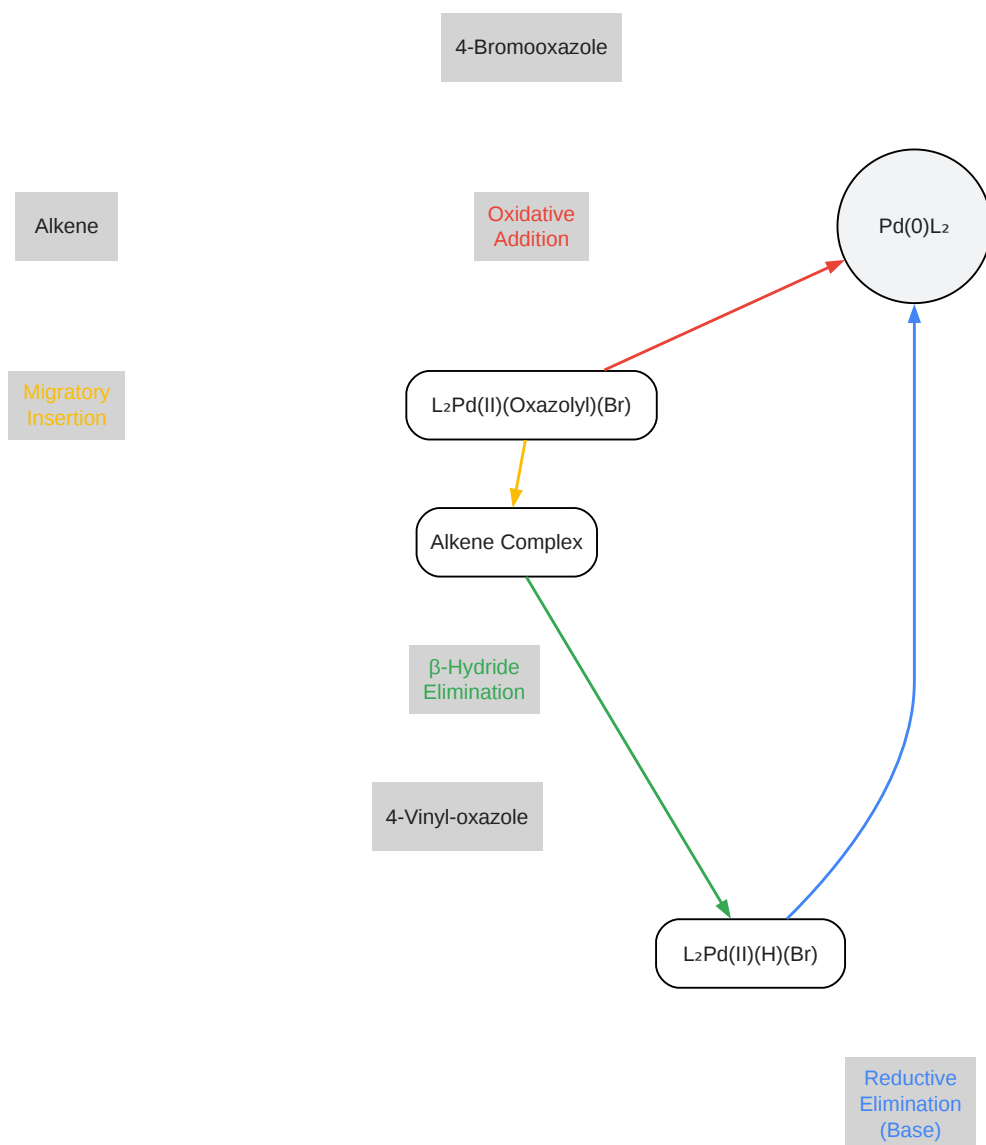 4-Bromooxazole
Alkene
Oxidative
Addition
Pd(0)L₂
Migratory
Insertion
L₂Pd(II)(Oxazolyl)(Br)
Alkene Complex
β-Hydride
Elimination
4-Vinyl-oxazole
L₂Pd(II)(H)(Br)
Reductive
Elimination
(Base)